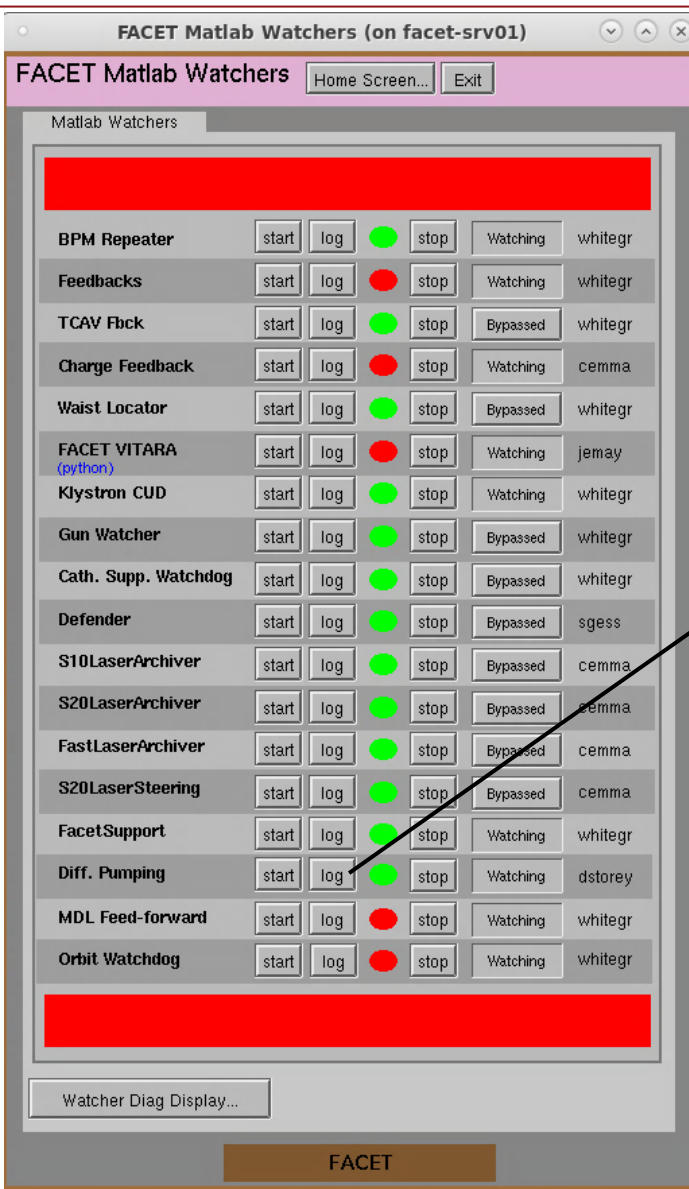 FACET Matlab Watchers (on facet-srv01)
FACET Matlab Watchers Home Screen... Exit
Matlab Watchers
BPM Repeater start log stop Watching whitegr
Feedbacks start log stop Watching whitegr
TCAV Fbck start log stop Bypassed whitegr
Charge Feedback start log stop Watching cemma
Waist Locator start log stop Bypassed whitegr
FACET VITARA start log stop Watching jemay
(python)
Klystron CUD start log stop Watching whitegr
Gun Watcher start log stop Bypassed whitegr
Cath. Supp. Watchdog start log stop Bypassed whitegr
Defender start log stop Bypassed sgess
S10LaserArchiver start log stop Bypassed cemma
S20LaserArchiver start log stop Bypassed cemma
FastLaserArchiver start log stop Bypassed cemma
S20LaserSteering start log stop Bypassed cemma
FacetSupport start log stop Watching whitegr
Diff. Pumping start log stop Watching dstorey
MDL Feed-forward start log stop Watching whitegr
Orbit Watchdog start log stop Watching whitegr
Watcher Diag Display...
FACET